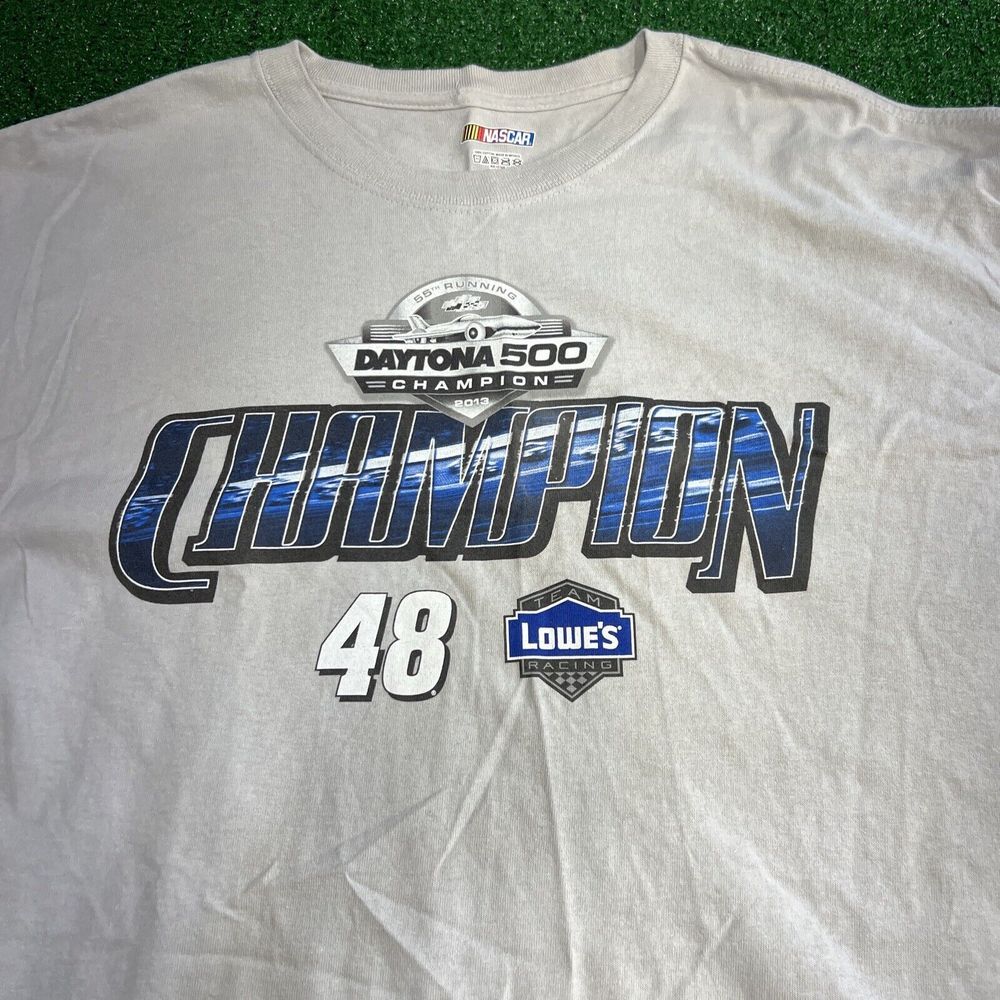 NASCAR
55TH RUNNING
DAYTONA 500
CHAMPION
2013
CHAMPION
48
TEAM
LOWE'S
RACING